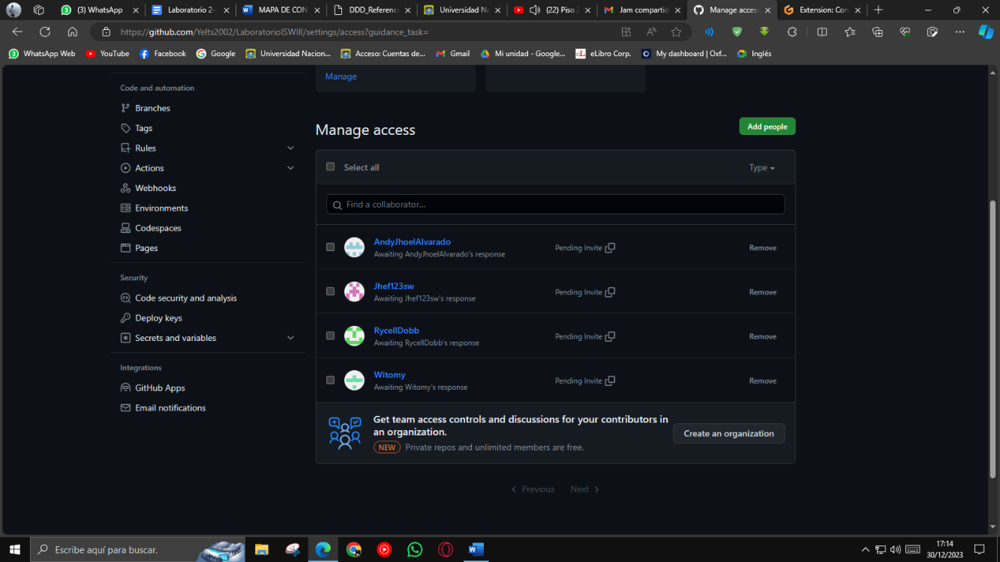 (3) WhatsApp
Laboratorio 2-
MAPA DE CON
DDD_Reference
Universidad Na
(22) Piso 2
Jam compartid
Manage access
Extension: Con
https://github.com/Yelts2002/LaboratorioISWIII/settings/access?guidance_task=
WhatsApp Web
YouTube
Facebook
Google
Universidad Nacion...
Acceso: Cuentas de...
Gmail
Mi unidad - Google...
eLibro Corp.
My dashboard | Oxf...
Inglés
Code and automation
Branches
Tags
Rules
Actions
Webhooks
Environments
Codespaces
Pages
Security
Code security and analysis
Deploy keys
Secrets and variables
Integrations
GitHub Apps
Email notifications
Manage
Manage access
Add people
Select all
Type
Find a collaborator...
AndyJhoelAlvarado
Awaiting AndyJhoelAlvarado's response
Pending Invite
Remove
Jhef123sw
Awaiting Jhef123sw's response
Pending Invite
Remove
RycellDobb
Awaiting RycellDobb's response
Pending Invite
Remove
Witomy
Awaiting Witomy's response
Pending Invite
Remove
Get team access controls and discussions for your contributors in
an organization.
NEW Private repos and unlimited members are free.
Create an organization
Previous
Next
Escribe aquí para buscar.
17:14
30/12/2023